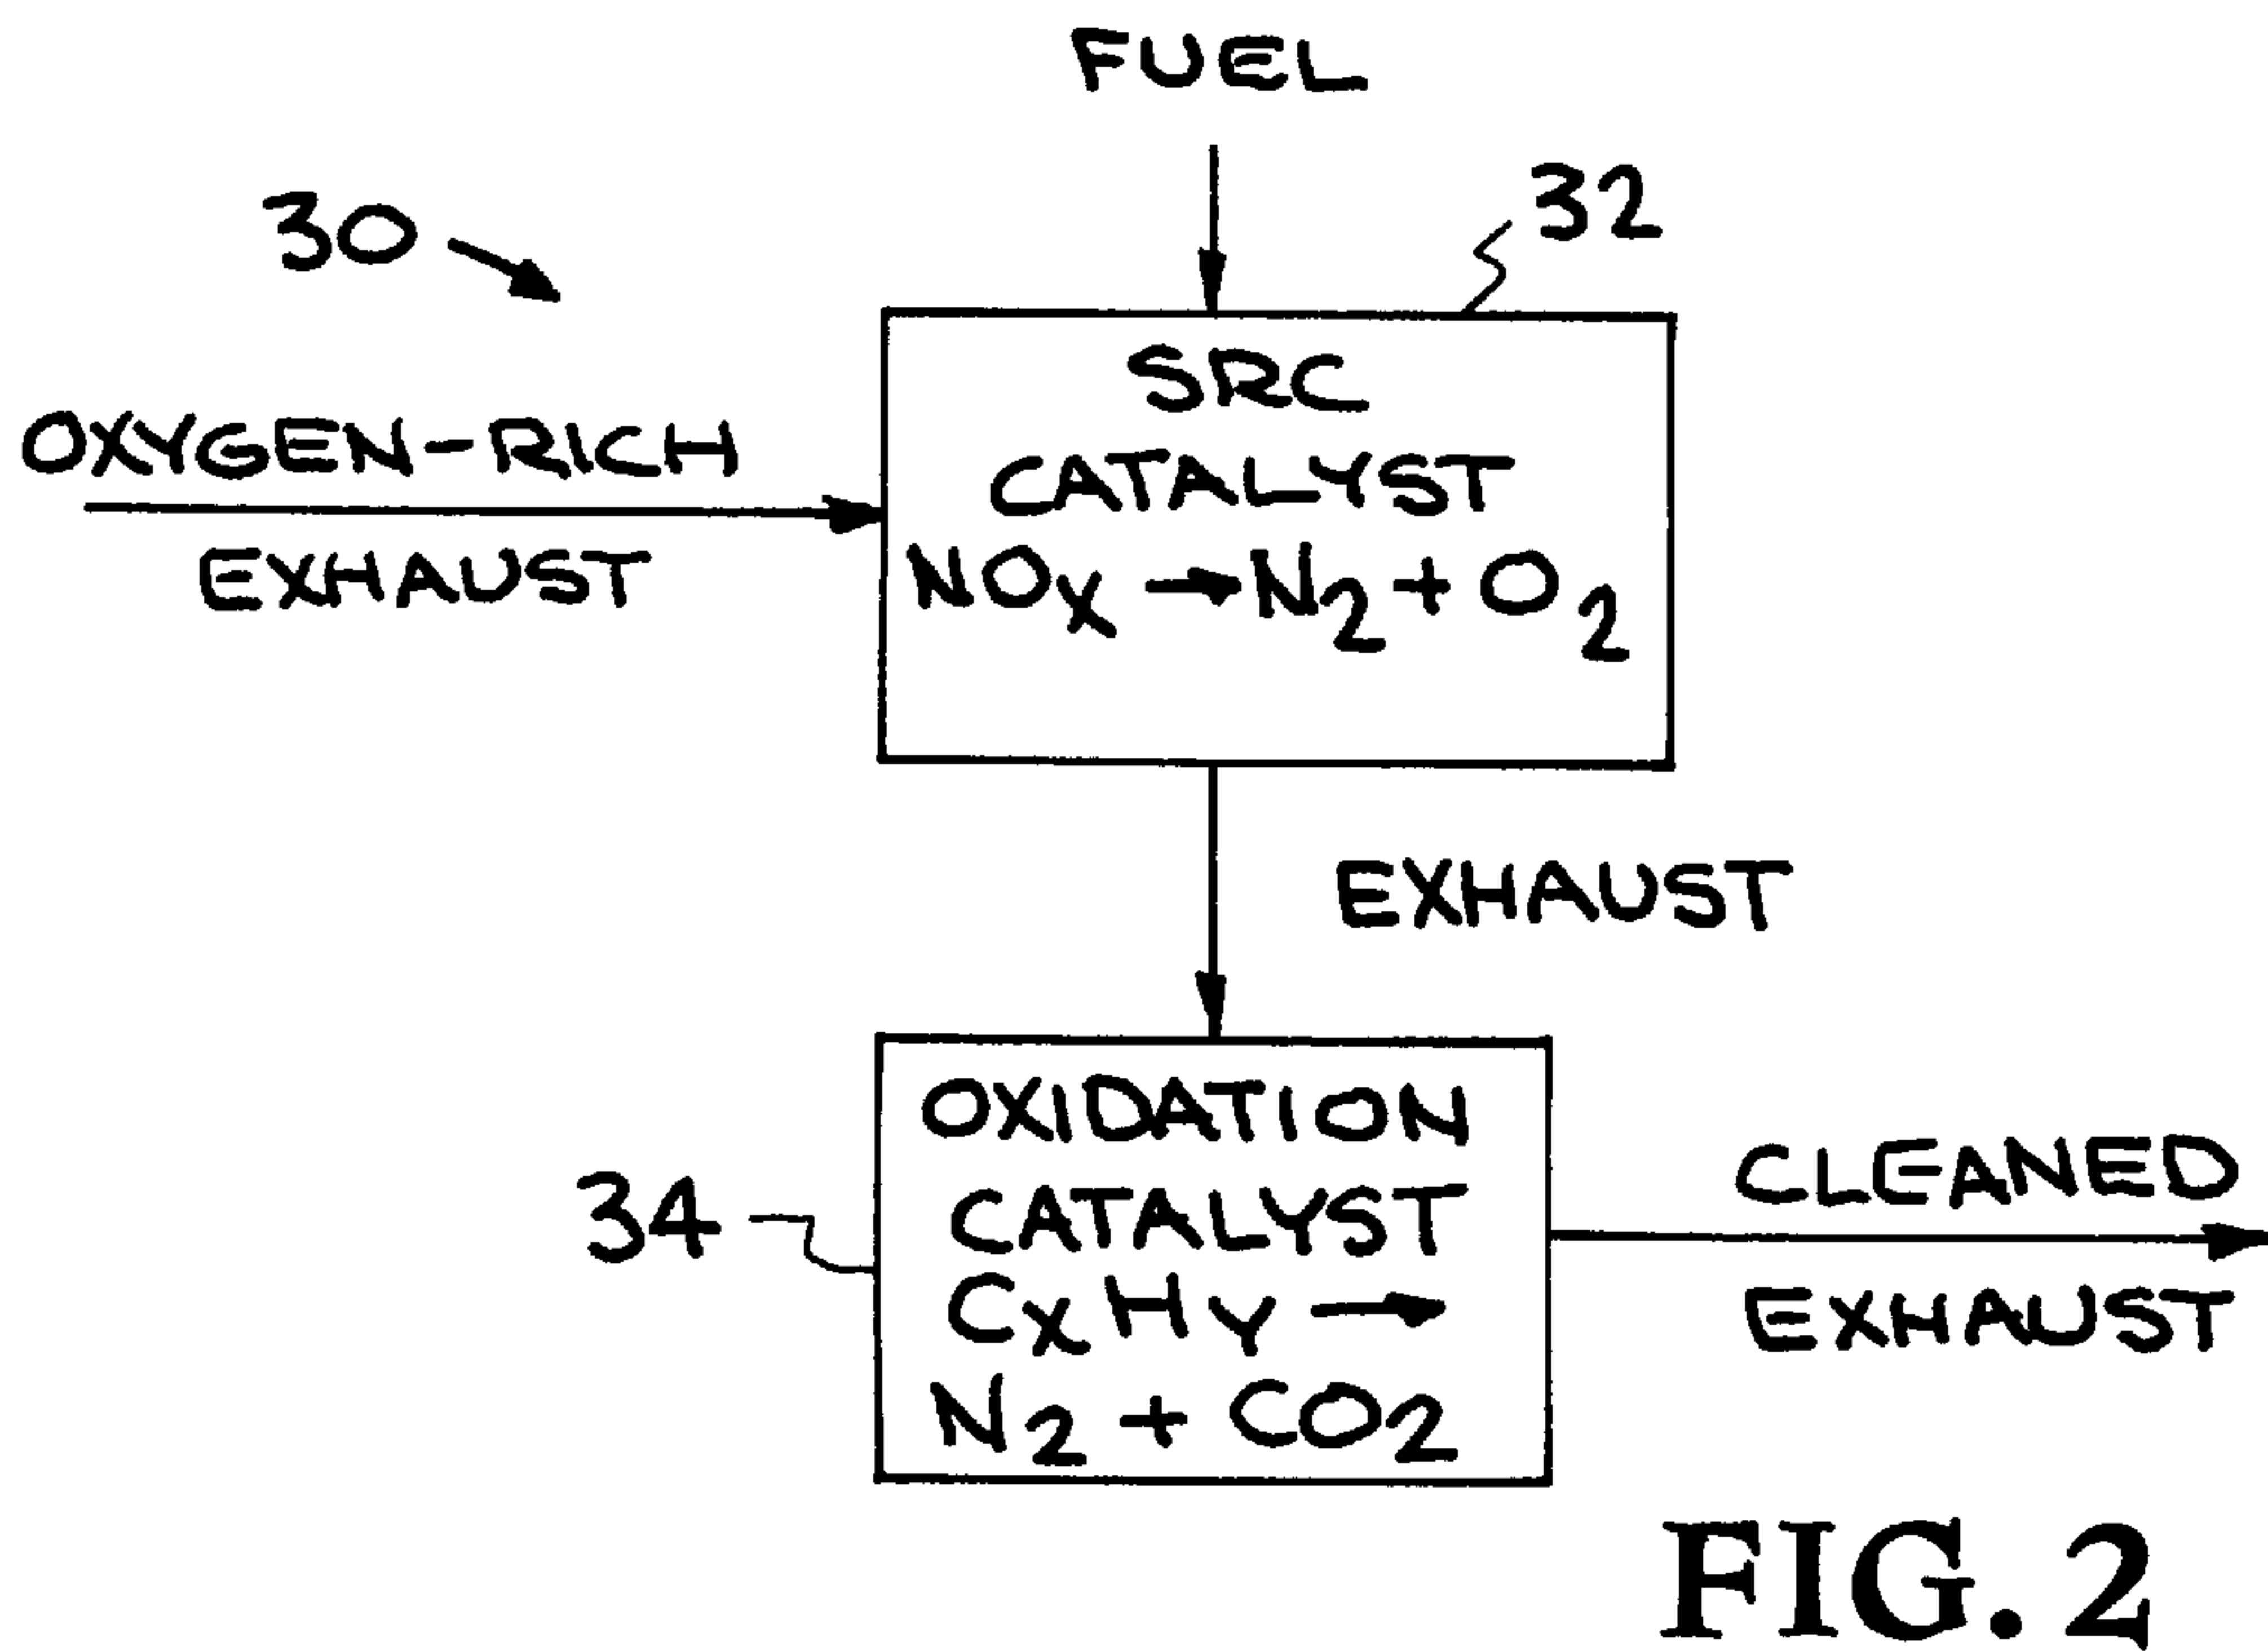 FUEL
30
32
OXYGEN-RICH
EXHAUST
SRC
CATALYST
NOx → N2 + O2
EXHAUST
34
OXIDATION
CATALYST
CxHy →
N2 + CO2
CLEANED
EXHAUST
FIG. 2